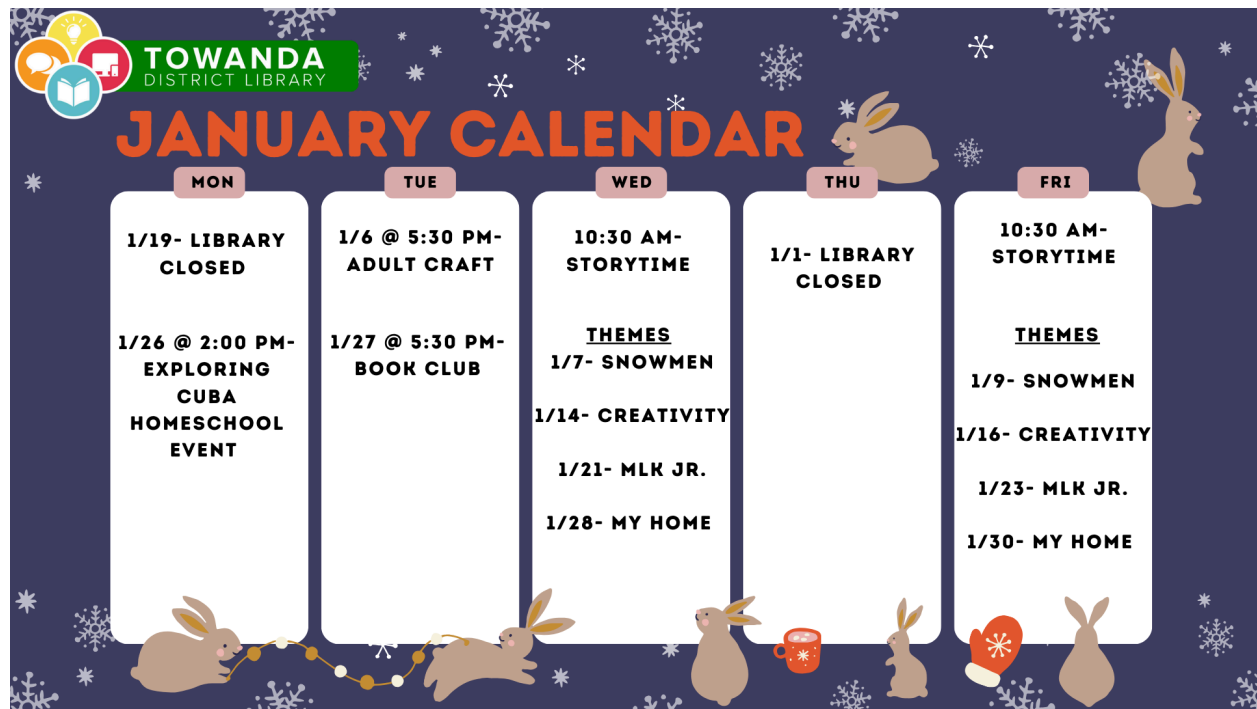 TOWANDA
DISTRICT LIBRARY
JANUARY CALENDAR
MON
1/19- LIBRARY
CLOSED
1/26 @ 2:00 PM-
EXPLORING
CUBA
HOMESCHOOL
EVENT
TUE
1/6 @ 5:30 PM-
ADULT CRAFT
1/27 @ 5:30 PM-
BOOK CLUB
WED
10:30 AM-
STORYTIME
THEMES
1/7- SNOWMEN
1/14- CREATIVITY
1/21- MLK JR.
1/28- MY HOME
THU
1/1- LIBRARY
CLOSED
FRI
10:30 AM-
STORYTIME
THEMES
1/9- SNOWMEN
1/16- CREATIVITY
1/23- MLK JR.
1/30- MY HOME